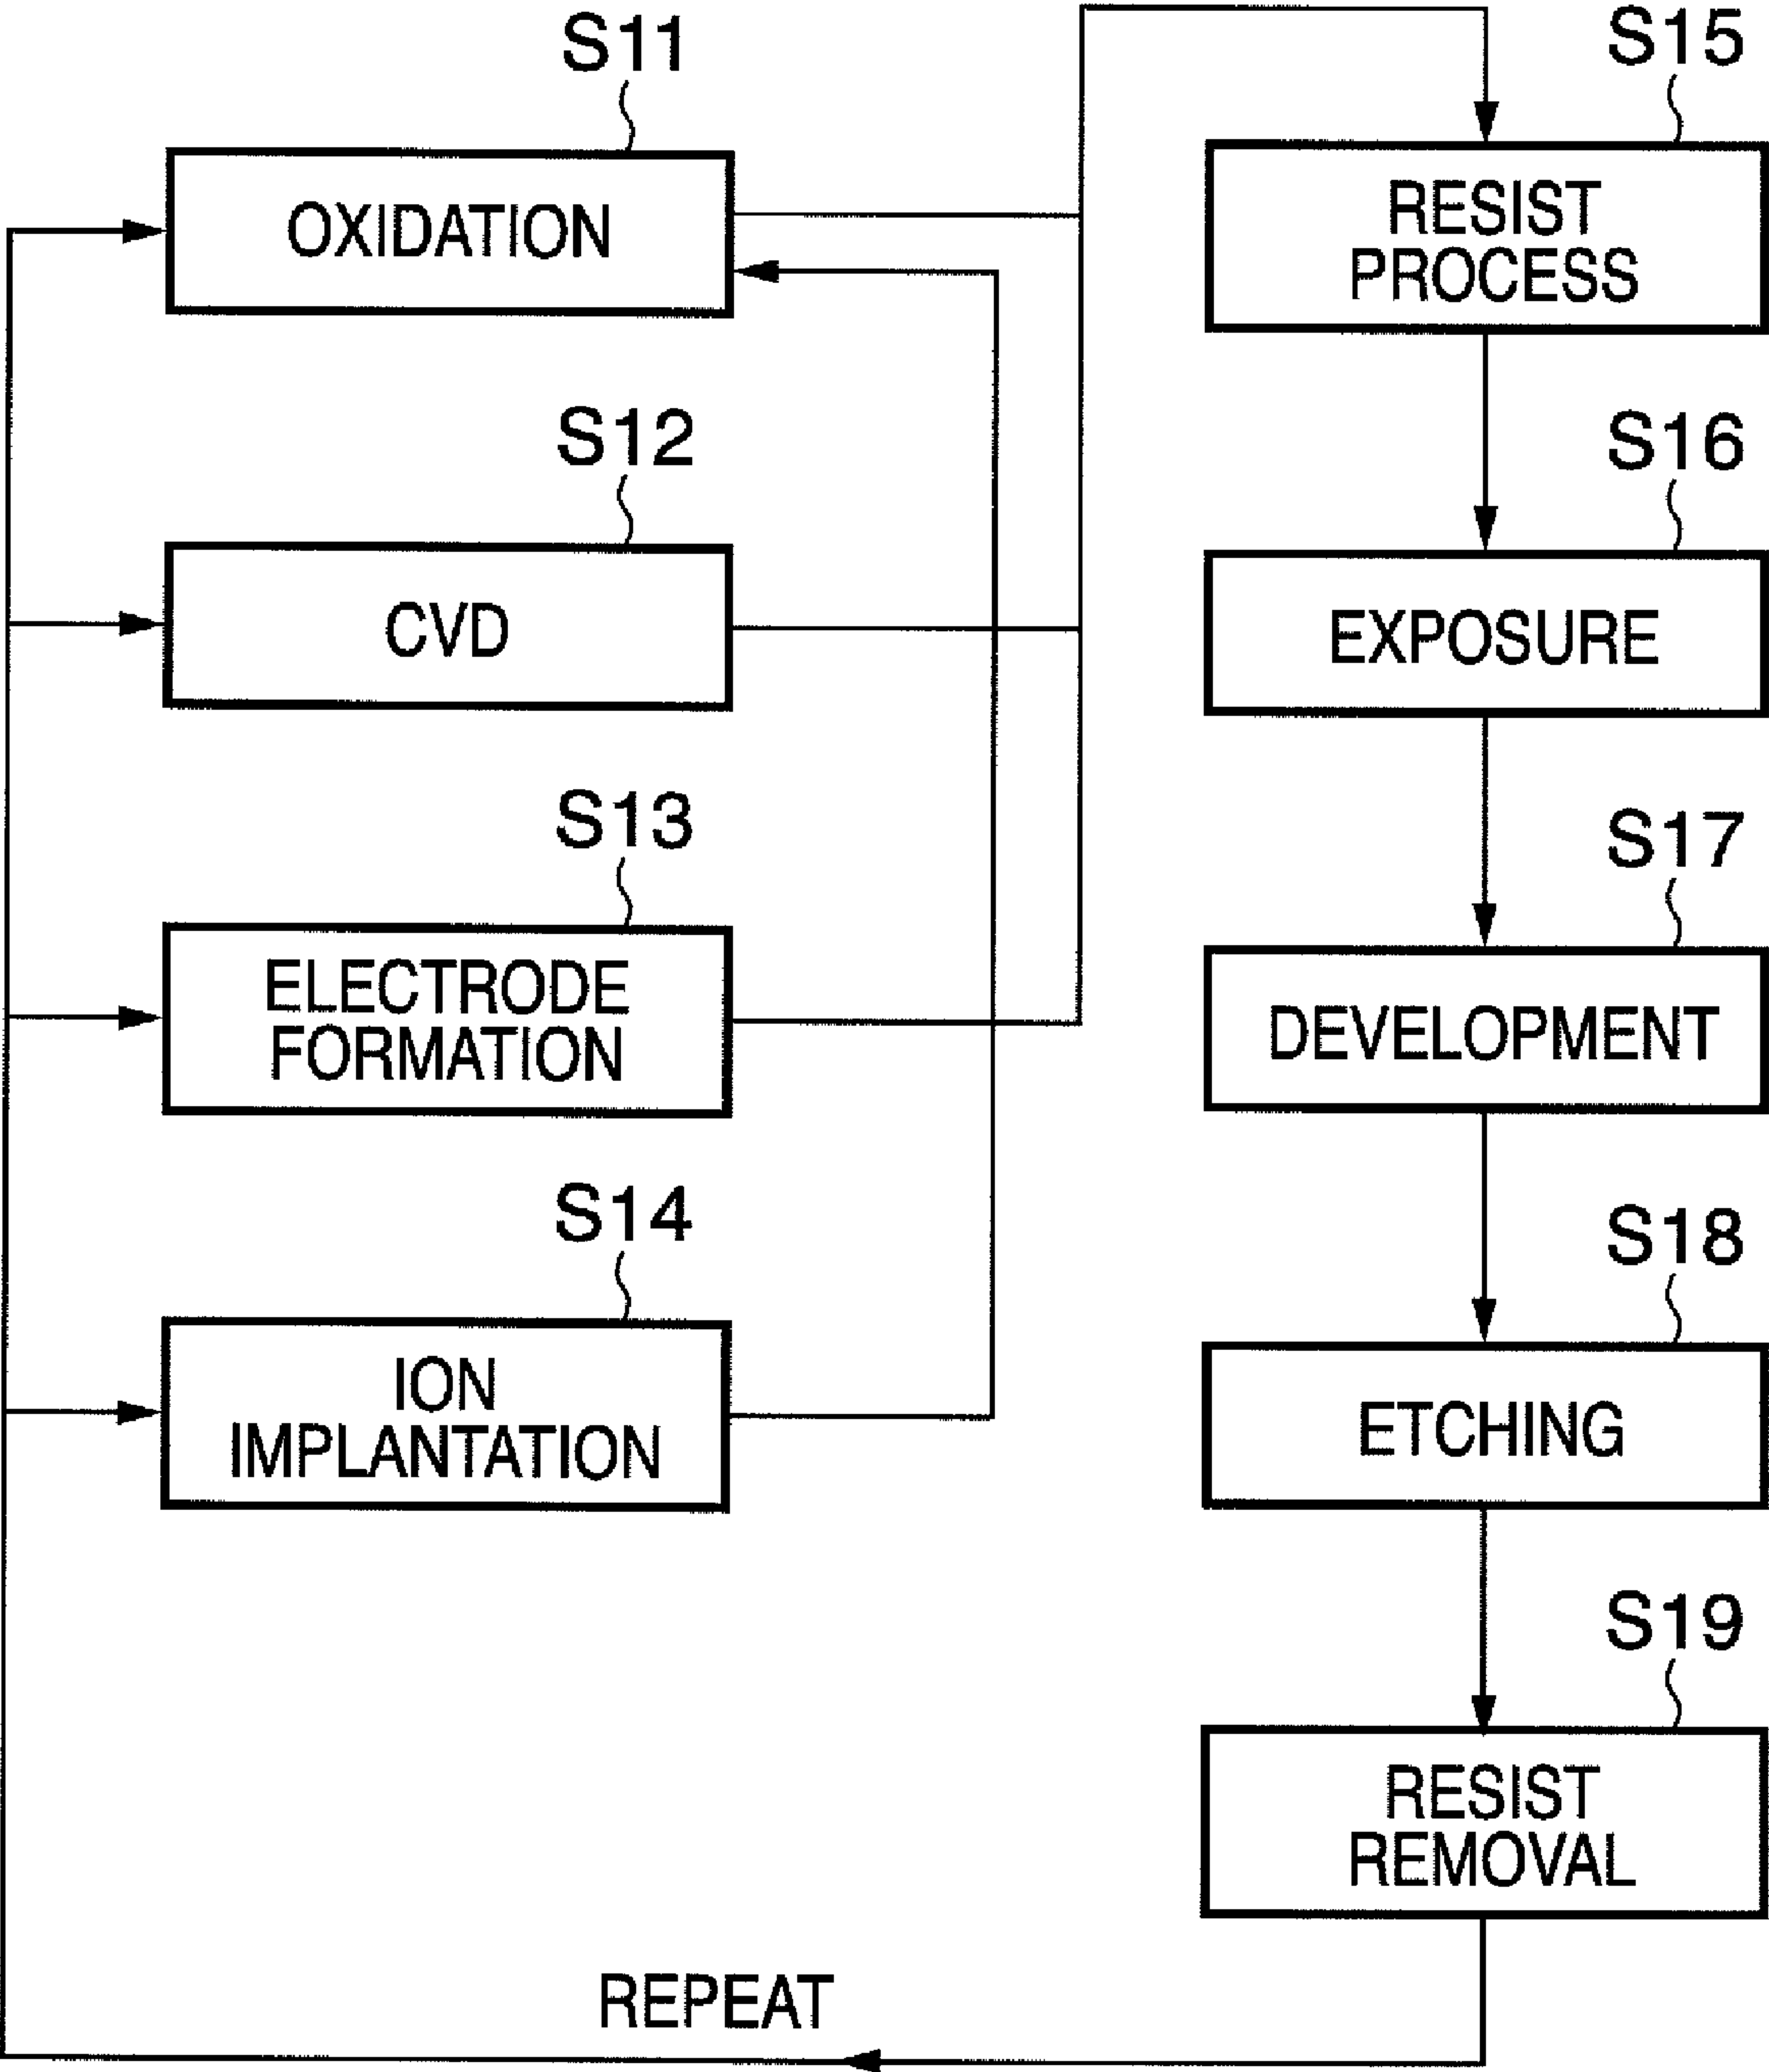 S11
OXIDATION
S12
CVD
S13
ELECTRODE
FORMATION
S14
ION
IMPLANTATION
S15
RESIST
PROCESS
S16
EXPOSURE
S17
DEVELOPMENT
S18
ETCHING
S19
RESIST
REMOVAL
REPEAT